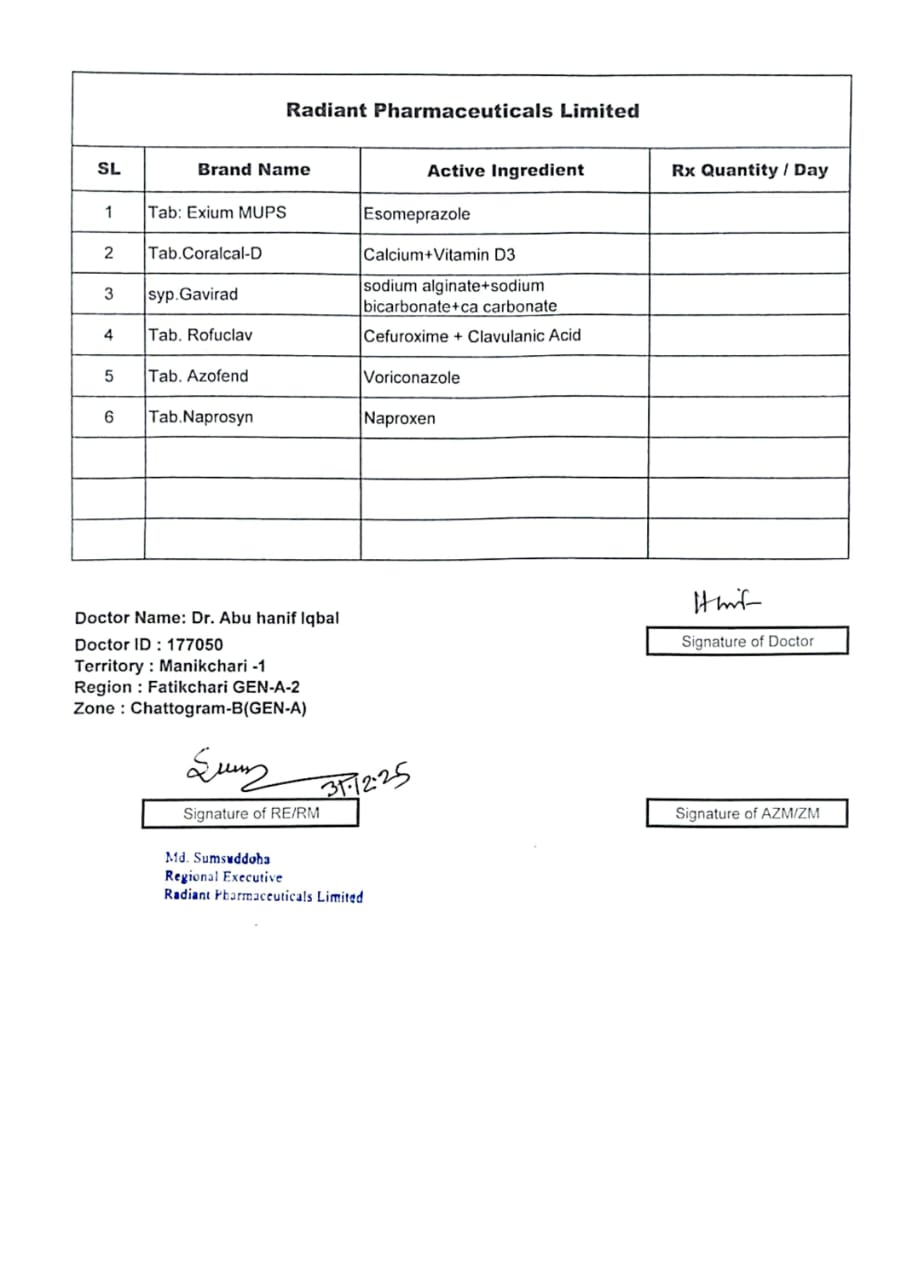 Radiant Pharmaceuticals Limited
SL Brand Name Active Ingredient Rx Quantity / Day
1 Tab: Exium MUPS Esomeprazole
2 Tab.Coralcal-D Calcium+Vitamin D3
3 syp.Gavirad sodium alginate+sodium
bicarbonate+ca carbonate
4 Tab. Rofuclav Cefuroxime + Clavulanic Acid
5 Tab. Azofend Voriconazole
6 Tab.Naprosyn Naproxen
Hanif
Doctor Name: Dr. Abu hanif Iqbal
Signature of Doctor
Doctor ID : 177050
Territory : Manikchari -1
Region : Fatikchari GEN-A-2
Zone : Chattogram-B(GEN-A)
31.12.25
Signature of RE/RM Signature of AZM/ZM
Md. Sumsuddoha
Regional Executive
Radiant Pharmaceuticals Limited